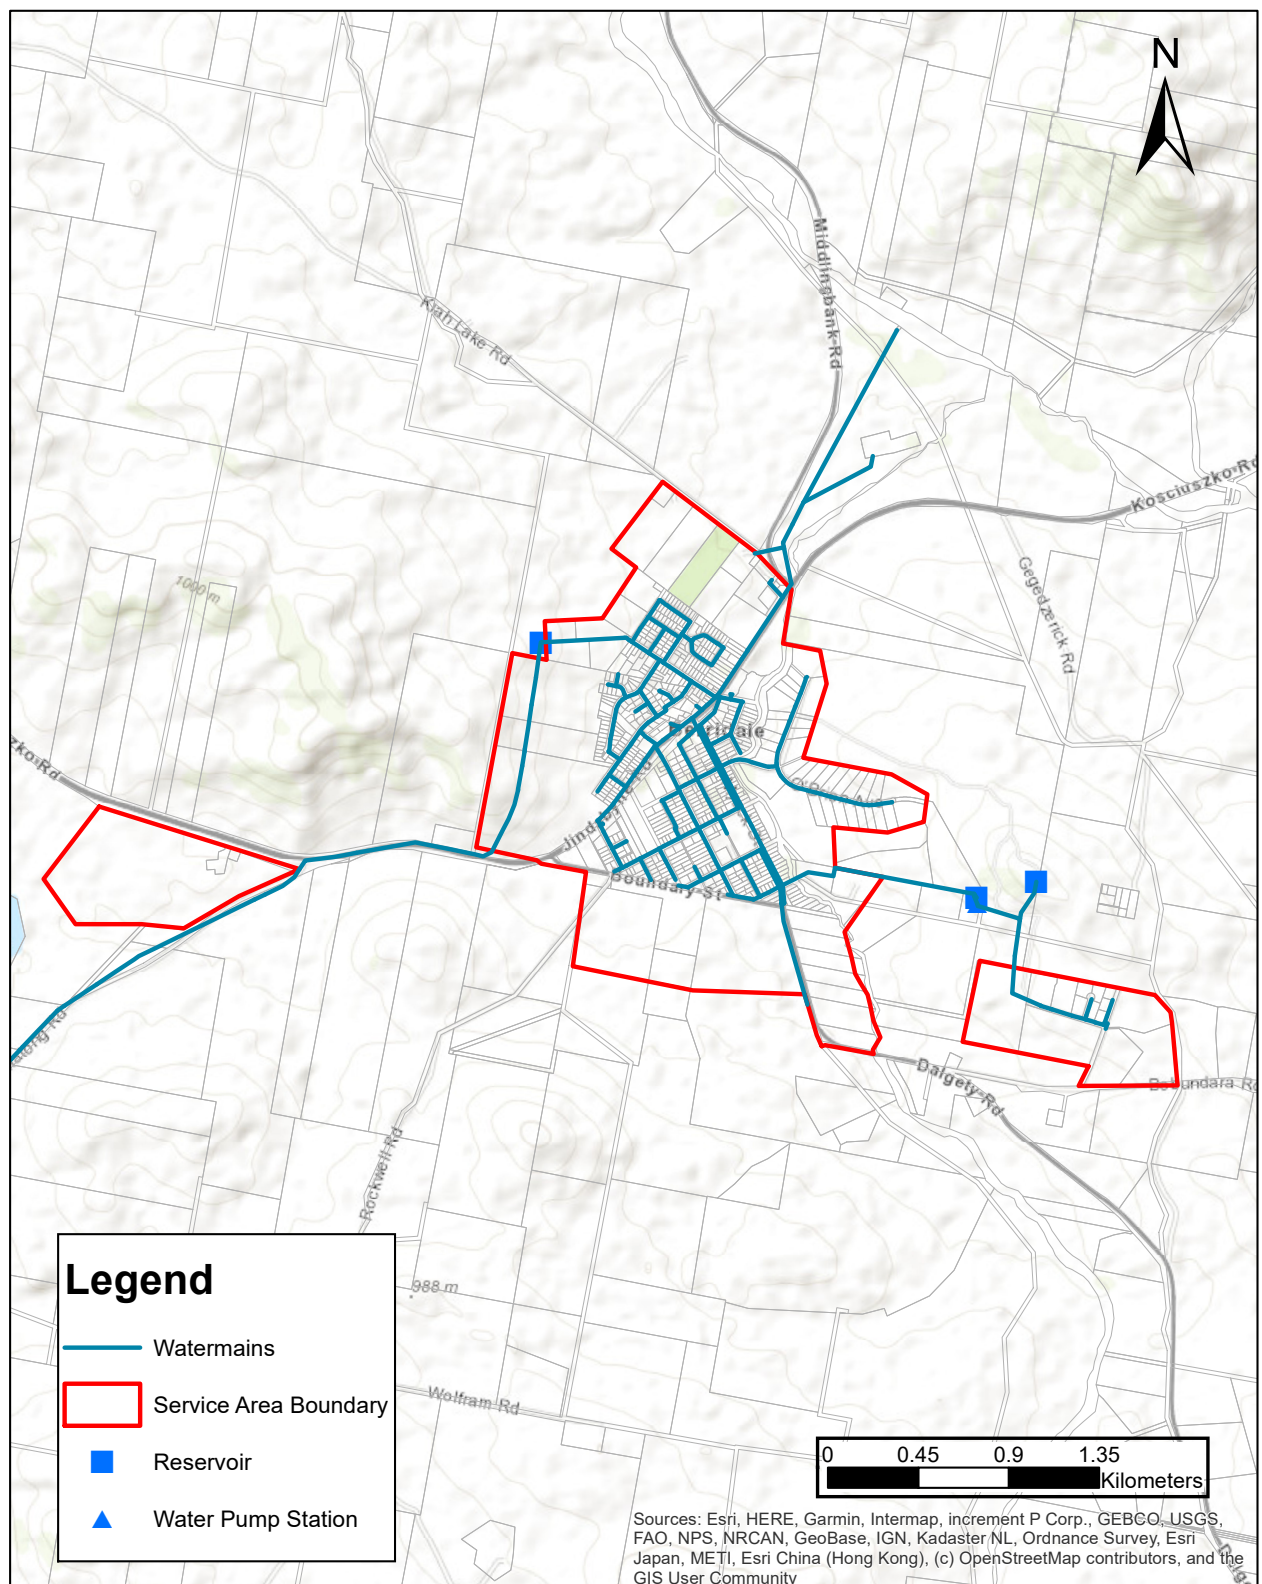 N
Middlingbank Rd
Kiah Lake Rd
Kosciuszko Rd
Gegedzerick Rd
1000 m
Berridale
zko Rd
Boundary St
Dalgety Rd
Rockwell Rd
988 m
Wolfram Rd
Legend
Watermains
Service Area Boundary
Reservoir
Water Pump Station
0 0.45 0.9 1.35
Kilometers
Sources: Esri, HERE, Garmin, Intermap, increment P Corp., GEBCO, USGS,
FAO, NPS, NRCAN, GeoBase, IGN, Kadaster NL, Ordnance Survey, Esri
Japan, METI, Esri China (Hong Kong), (c) OpenStreetMap contributors, and the
GIS User Community